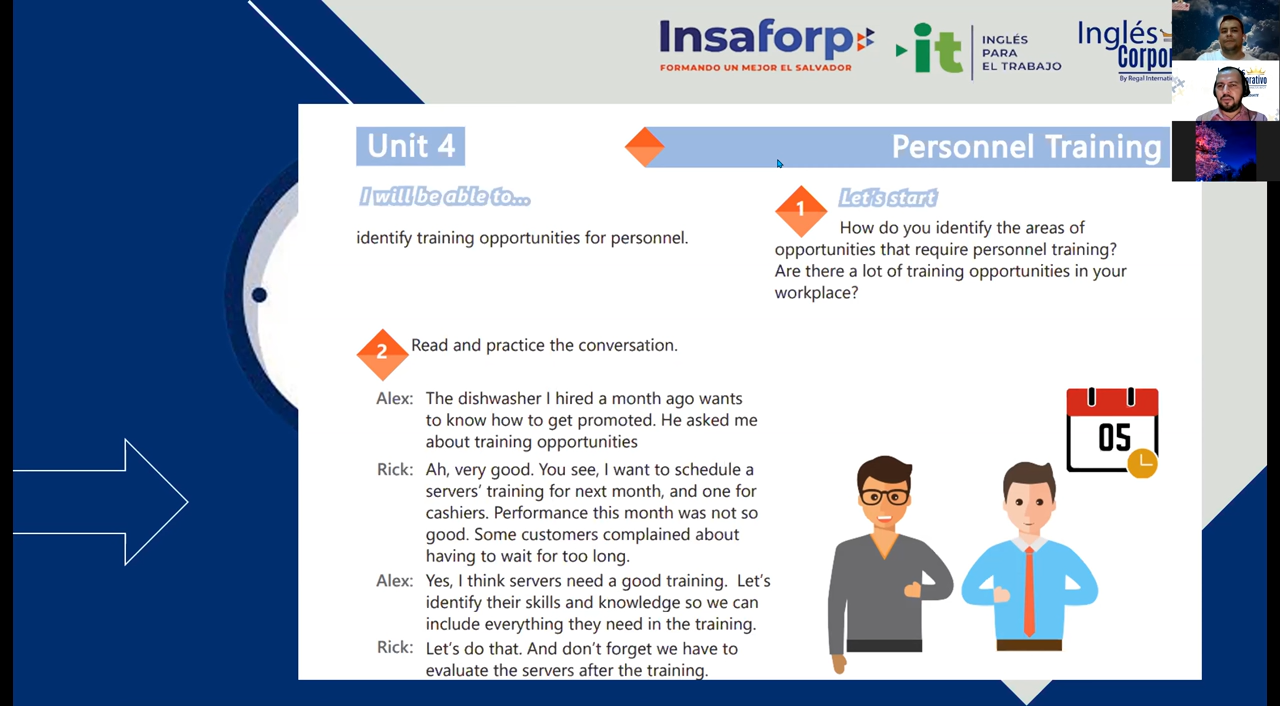 Insaforp
FORMANDO UN MEJOR EL SALVADOR
it
INGLÉS
PARA
EL TRABAJO
Inglés
Corpor
By Regal Internati
Unit 4
Personnel Training
I will be able to...
identify training opportunities for personnel.
1
Let's start
How do you identify the areas of
opportunities that require personnel training?
Are there a lot of training opportunities in your
workplace?
2
Read and practice the conversation.
Alex: The dishwasher I hired a month ago wants
to know how to get promoted. He asked me
about training opportunities
Rick: Ah, very good. You see, I want to schedule a
servers' training for next month, and one for
cashiers. Performance this month was not so
good. Some customers complained about
having to wait for too long.
Alex: Yes, I think servers need a good training. Let's
identify their skills and knowledge so we can
include everything they need in the training.
Rick: Let's do that. And don't forget we have to
evaluate the servers after the training.
05